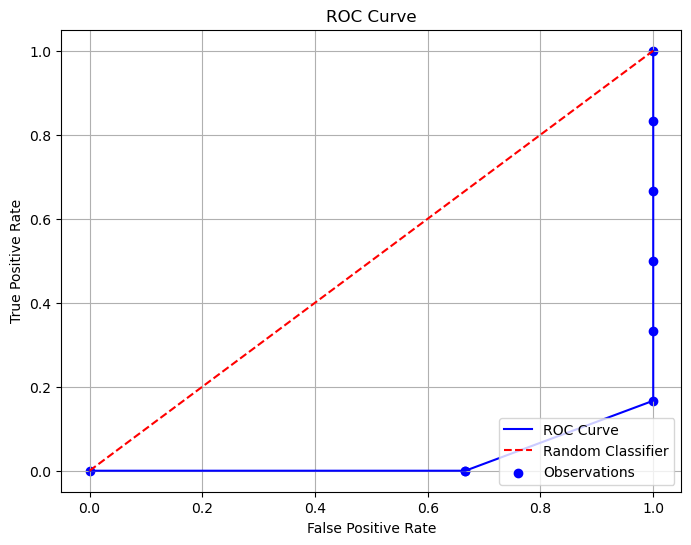 ROC Curve
1.0
0.8
0.6
0.4
0.2
0.0
True Positive Rate
ROC Curve
Random Classifier
Observations
0.0 0.2 0.4 0.6 0.8 1.0
False Positive Rate